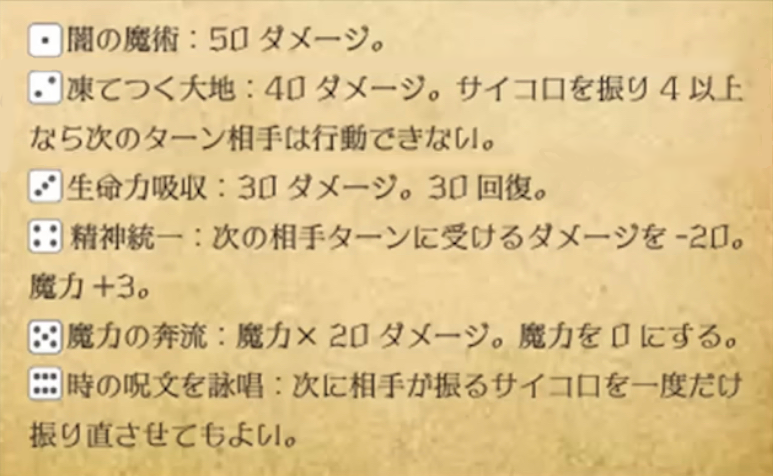 ⚀闇の魔術：50 ダメージ。
⚁凍てつく大地：40 ダメージ。サイコロを振り 4 以上
なら次のターン相手は行動できない。
⚂生命力吸収：30 ダメージ。30 回復。
⚃精神統一：次の相手ターンに受けるダメージを -20。
魔力 +3。
⚄魔力の奔流：魔力× 20 ダメージ。魔力を 0 にする。
⚅時の呪文を詠唱：次に相手が振るサイコロを一度だけ
振り直させてもよい。